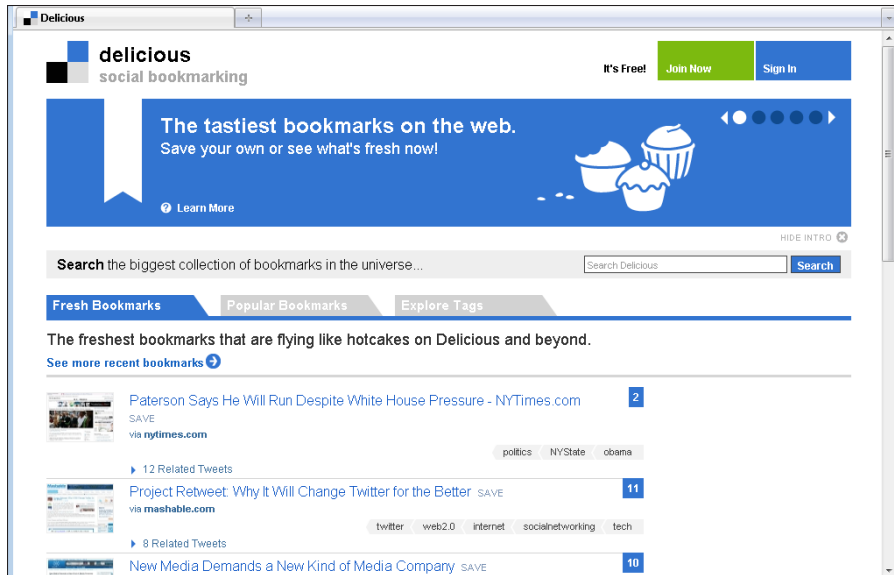 Delicious
delicious
social bookmarking
It's Free!
Join Now
Sign In
The tastiest bookmarks on the web.
Save your own or see what's fresh now!
Learn More
HIDE INTRO
Search the biggest collection of bookmarks in the universe...
Search Delicious
Search
Fresh Bookmarks
Popular Bookmarks
Explore Tags
The freshest bookmarks that are flying like hotcakes on Delicious and beyond.
See more recent bookmarks
Paterson Says He Will Run Despite White House Pressure - NYTimes.com
2
SAVE
via nytimes.com
politics NYState obama
12 Related Tweets
Project Retweet: Why It Will Change Twitter for the Better SAVE
11
via mashable.com
twitter web2.0 internet socialnetworking tech
8 Related Tweets
New Media Demands a New Kind of Media Company SAVE
10